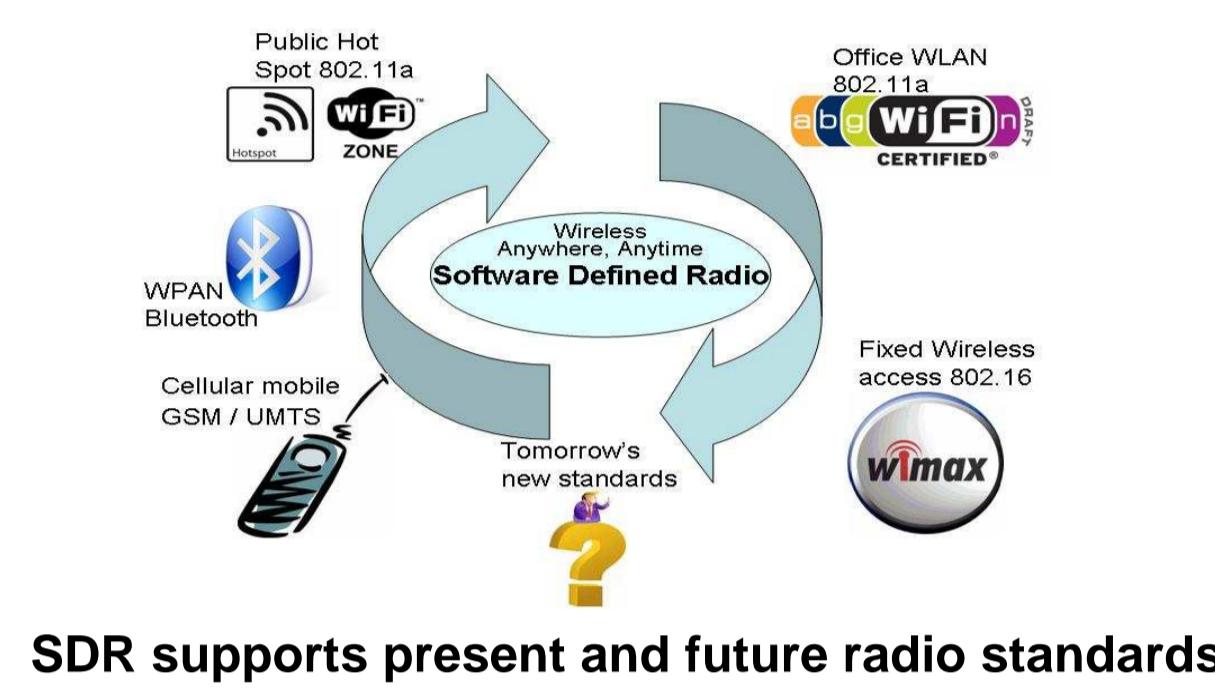 Public Hot
Spot 802.11a
Hotspot
WiFi™
ZONE
Office WLAN
802.11a
a b g WiFi n DRAFT
CERTIFIED®
Wireless
Anywhere, Anytime
Software Defined Radio
WPAN
Bluetooth
Fixed Wireless
access 802.16
wimax
Cellular mobile
GSM / UMTS
Tomorrow's
new standards
?
SDR supports present and future radio standards